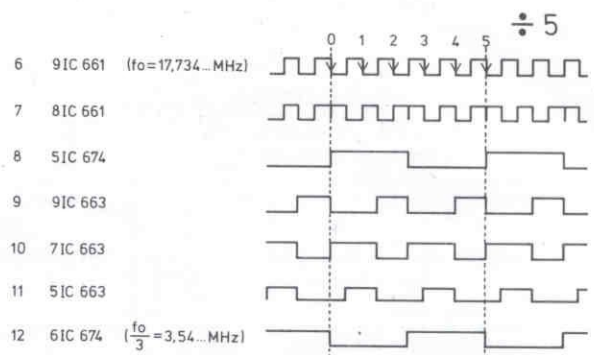 ÷ 5
0 1 2 3 4 5
6 9IC 661 (fo=17,734...MHz)
7 8IC 661
8 5IC 674
9 9IC 663
10 7IC 663
11 5IC 663
12 6IC 674 (fo/3=3,54...MHz)